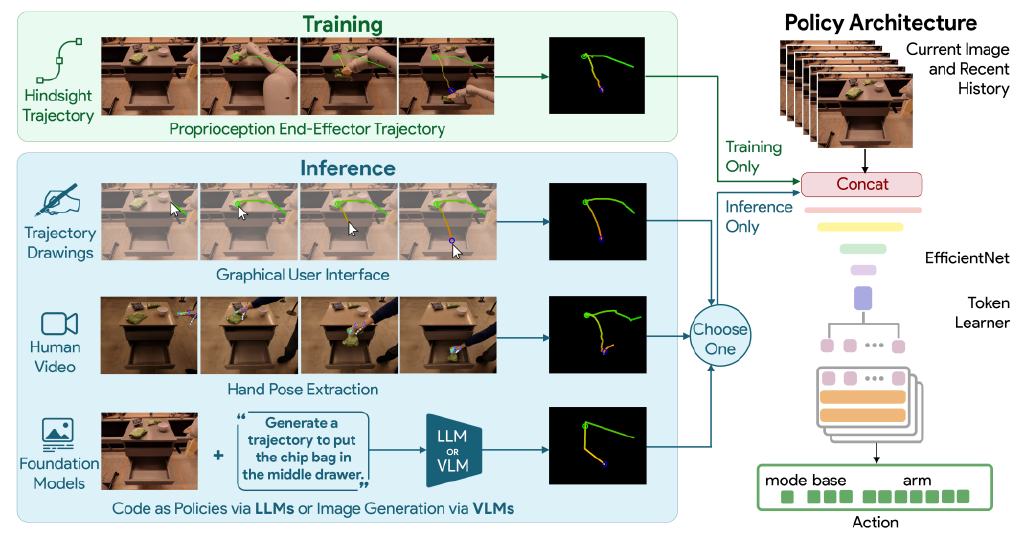 Training
Hindsight
Trajectory
Proprioception End-Effector Trajectory
Training
Only
Inference
Trajectory
Drawings
Graphical User Interface
Human
Video
Hand Pose Extraction
Foundation
Models
+
“ Generate a
trajectory to put
the chip bag in
the middle drawer. ”
LLM
OR
VLM
Code as Policies via LLMs or Image Generation via VLMs
Choose
One
Inference
Only
Policy Architecture
Current Image
and Recent
History
Concat
EfficientNet
Token
Learner
mode base arm
Action